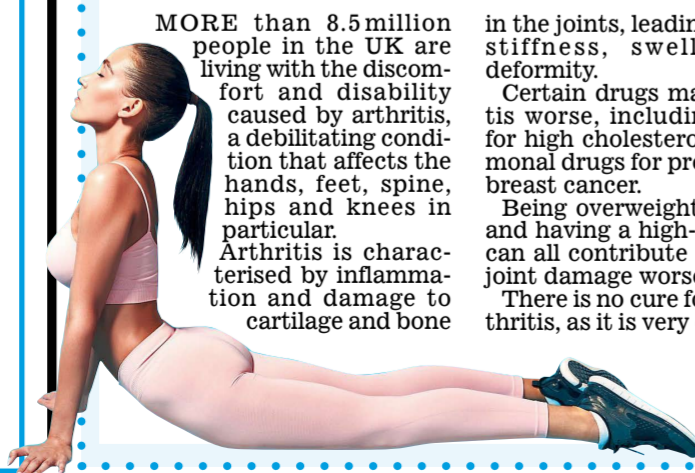 MORE than 8.5 million
people in the UK are
living with the discom-
fort and disability
caused by arthritis,
a debilitating condi-
tion that affects the
hands, feet, spine,
hips and knees in
particular.
Arthritis is charac-
terised by inflamma-
tion and damage to
cartilage and bone
in the joints, leadin
stiffness, swell
deformity.
Certain drugs ma
tis worse, includin
for high cholestero
monal drugs for pro
breast cancer.
Being overweight
and having a high-
can all contribute
joint damage worse
There is no cure fo
thritis, as it is very